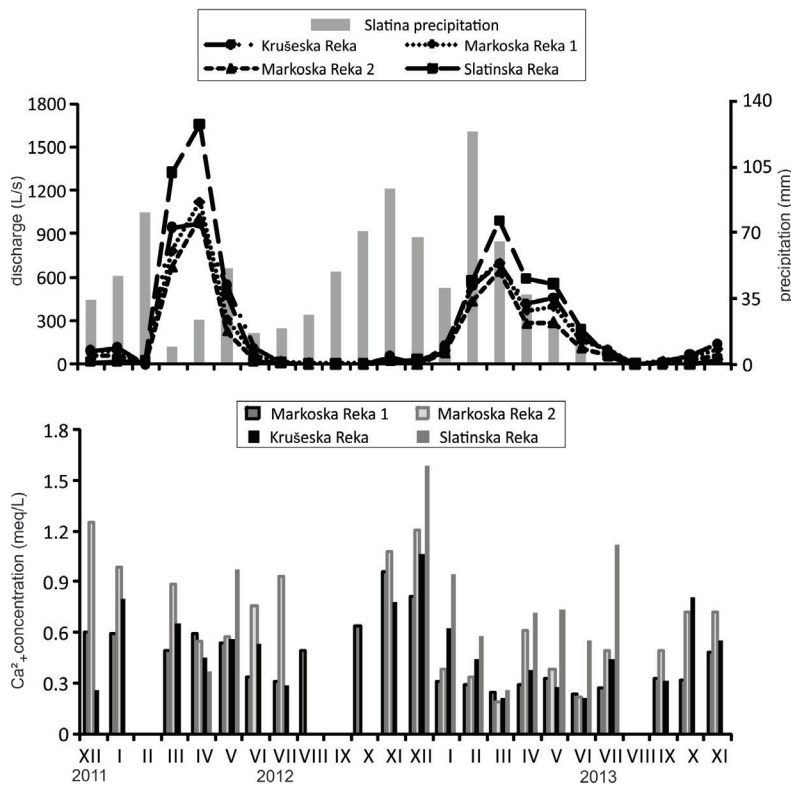 Slatina precipitation
Krušeska Reka Markoska Reka 1
Markoska Reka 2 Slatinska Reka
discharge (L/s)
1800
1500
1200
900
600
300
0
140
105
70
35
0
precipitation (mm)
Markoska Reka 1 Markoska Reka 2
Krušeska Reka Slatinska Reka
Ca²+concentration (meq/L)
1.8
1.5
1.2
0.9
0.6
0.3
0
XII I II III IV V VI VII VIII IX X XI XII I II III IV V VI VII VIII IX X XI
2011 2012 2013